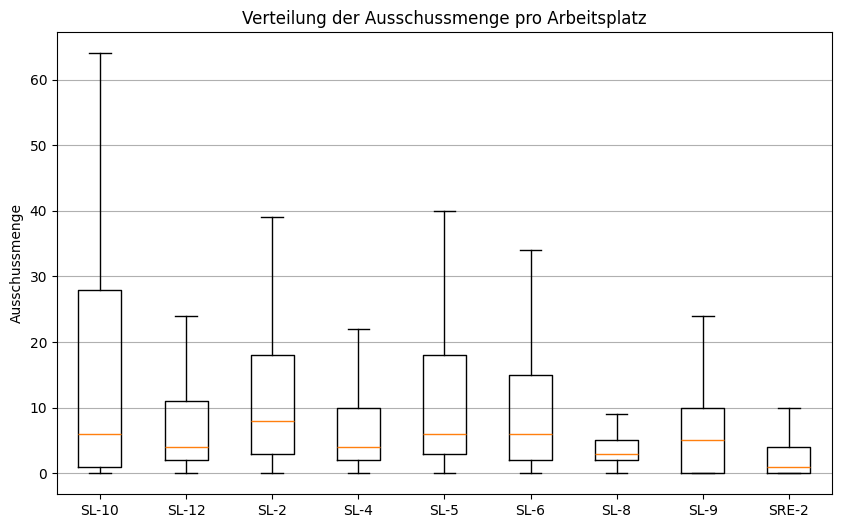 Verteilung der Ausschussmenge pro Arbeitsplatz
Ausschussmenge
60
50
40
30
20
10
0
SL-10 SL-12 SL-2 SL-4 SL-5 SL-6 SL-8 SL-9 SRE-2